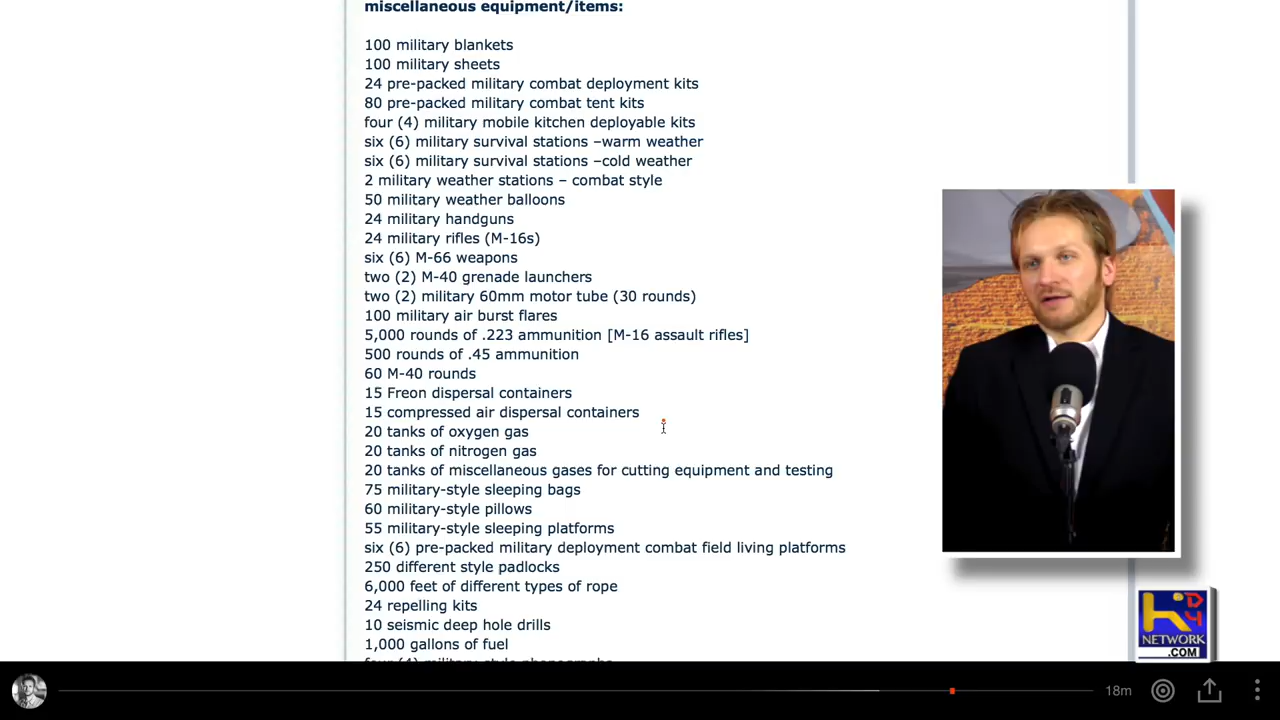 miscellaneous equipment/items:
100 military blankets
100 military sheets
24 pre-packed military combat deployment kits
80 pre-packed military combat tent kits
four (4) military mobile kitchen deployable kits
six (6) military survival stations –warm weather
six (6) military survival stations –cold weather
2 military weather stations – combat style
50 military weather balloons
24 military handguns
24 military rifles (M-16s)
six (6) M-66 weapons
two (2) M-40 grenade launchers
two (2) military 60mm motor tube (30 rounds)
100 military air burst flares
5,000 rounds of .223 ammunition [M-16 assault rifles]
500 rounds of .45 ammunition
60 M-40 rounds
15 Freon dispersal containers
15 compressed air dispersal containers
20 tanks of oxygen gas
20 tanks of nitrogen gas
20 tanks of miscellaneous gases for cutting equipment and testing
75 military-style sleeping bags
60 military-style pillows
55 military-style sleeping platforms
six (6) pre-packed military deployment combat field living platforms
250 different style padlocks
6,000 feet of different types of rope
24 repelling kits
10 seismic deep hole drills
1,000 gallons of fuel
four (4) military style phonographs
NETWORK
.COM
18m